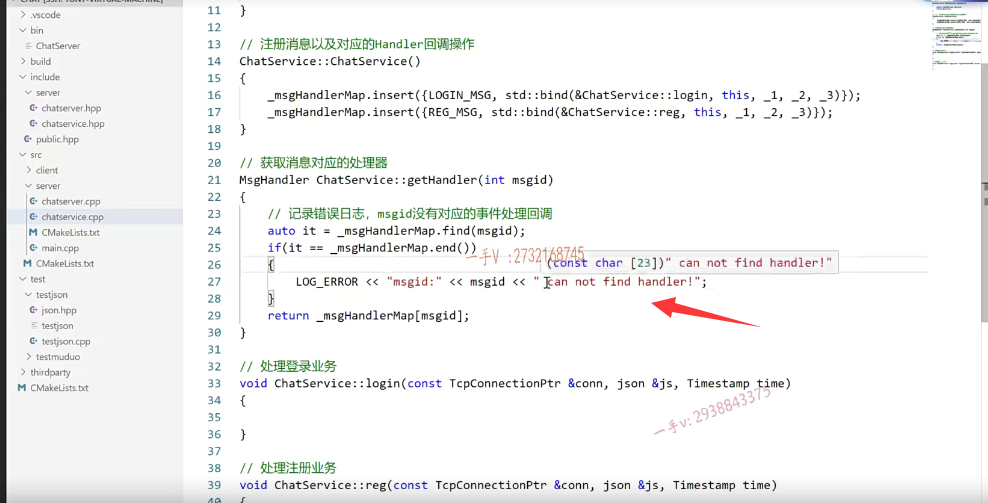 CHAT [SSH: TONY-VIRTUAL-MACHINE]
.vscode
bin
ChatServer
build
include
server
chatserver.hpp
chatservice.hpp
public.hpp
src
client
server
chatserver.cpp
chatservice.cpp
CMakeLists.txt
main.cpp
CMakeLists.txt
test
testjson
json.hpp
testjson
testjson.cpp
testmuduo
thirdparty
CMakeLists.txt
11 }
12
13 // 注册消息以及对应的Handler回调操作
14 ChatService::ChatService()
15 {
16 _msgHandlerMap.insert({LOGIN_MSG, std::bind(&ChatService::login, this, _1, _2, _3)});
17 _msgHandlerMap.insert({REG_MSG, std::bind(&ChatService::reg, this, _1, _2, _3)});
18 }
19
20 // 获取消息对应的处理器
21 MsgHandler ChatService::getHandler(int msgid)
22 {
23 // 记录错误日志，msgid没有对应的事件处理回调
24 auto it = _msgHandlerMap.find(msgid);
25 if(it == _msgHandlerMap.end())
一手V :2732168745
26 {
(const char [23])" can not find handler!"
27 LOG_ERROR << "msgid:" << msgid << " can not find handler!";
28 }
29 return _msgHandlerMap[msgid];
30 }
31
32 // 处理登录业务
33 void ChatService::login(const TcpConnectionPtr &conn, json &js, Timestamp time)
34 {
35
一手v:2938843375
36 }
37
38 // 处理注册业务
39 void ChatService::reg(const TcpConnectionPtr &conn, json &js, Timestamp time)
40 {